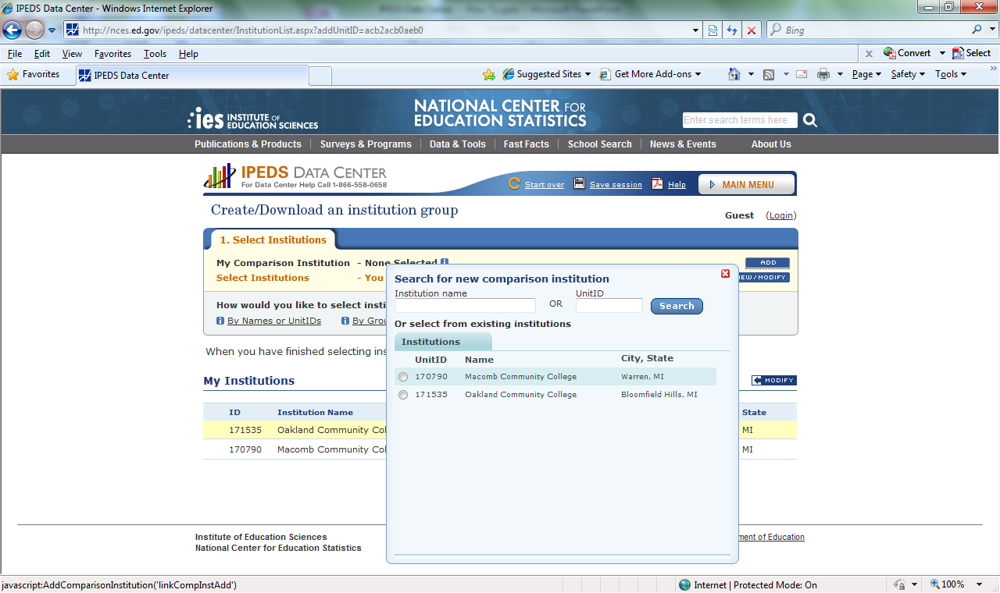 IPEDS Data Center - Windows Internet Explorer
http://nces.ed.gov/ipeds/datacenter/InstitutionList.aspx?addUnitID=acb2acb0aeb0
Bing
File Edit View Favorites Tools Help
Convert Select
Favorites IPEDS Data Center Suggested Sites Get More Add-ons Page Safety Tools
ies INSTITUTE OF EDUCATION SCIENCES
NATIONAL CENTER FOR
EDUCATION STATISTICS
Enter search terms here
Publications & Products Surveys & Programs Data & Tools Fast Facts School Search News & Events About Us
IPEDS DATA CENTER
For Data Center Help Call 1-866-558-0658
Start over Save session Help MAIN MENU
Create/Download an institution group
Guest (Login)
1. Select Institutions
My Comparison Institution - None Selected ADD
Select Institutions - You
/MODIFY
How would you like to select insti
By Names or UnitIDs By Grou
When you have finished selecting ins
My Institutions MODIFY
ID Institution Name State
171535 Oakland Community Col MI
170790 Macomb Community Col MI
Search for new comparison institution
Institution name OR UnitID Search
Or select from existing institutions
Institutions
UnitID Name City, State
170790 Macomb Community College Warren, MI
171535 Oakland Community College Bloomfield Hills, MI
Institute of Education Sciences
National Center for Education Statistics
ment of Education
javascript:AddComparisonInstitution('linkCompInstAdd') Internet | Protected Mode: On 100%